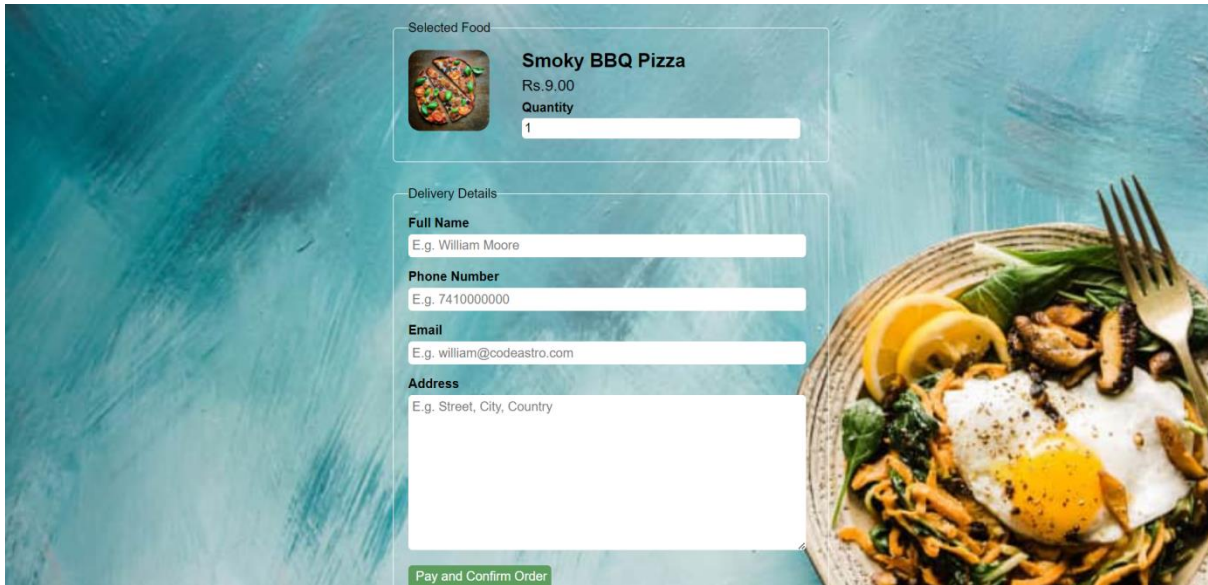 Selected Food
Smoky BBQ Pizza
Rs.9.00
Quantity
1
Delivery Details
Full Name
E.g. William Moore
Phone Number
E.g. 7410000000
Email
E.g. william@codeastro.com
Address
E.g. Street, City, Country
Pay and Confirm Order